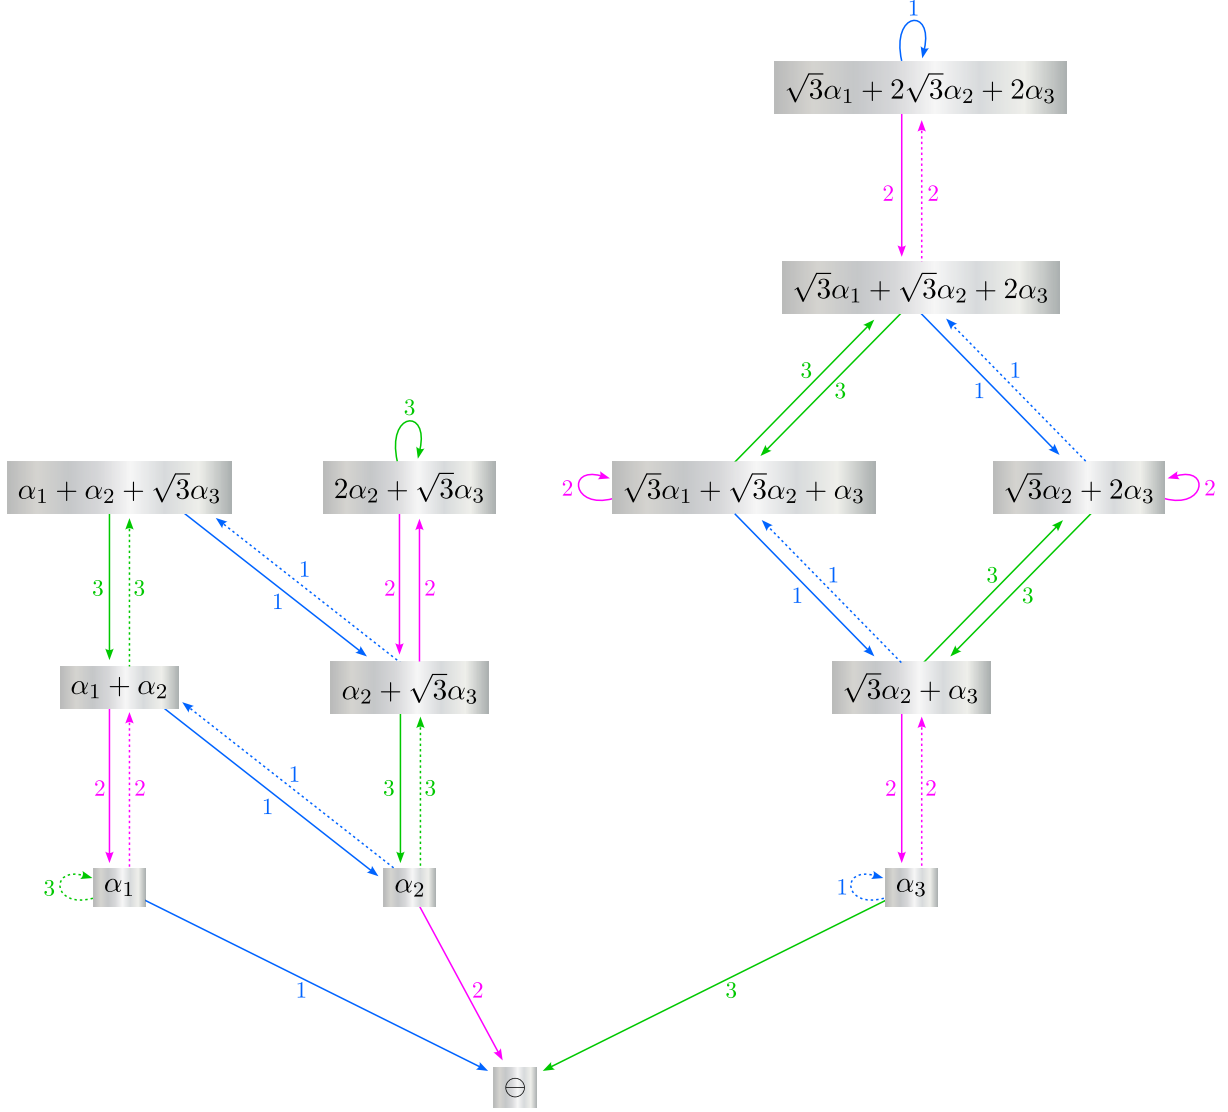 1
√3α₁ + 2√3α₂ + 2α₃
2 2
√3α₁ + √3α₂ + 2α₃
3 3 1 1
3
α₁ + α₂ + √3α₃ 2α₂ + √3α₃ 2 √3α₁ + √3α₂ + α₃ √3α₂ + 2α₃ 2
3 3 1 1 2 2 1 1 3 3
α₁ + α₂ α₂ + √3α₃ √3α₂ + α₃
2 2 1 1 3 3 2 2
3 α₁ α₂ 1 α₃
1 2 3
⊖